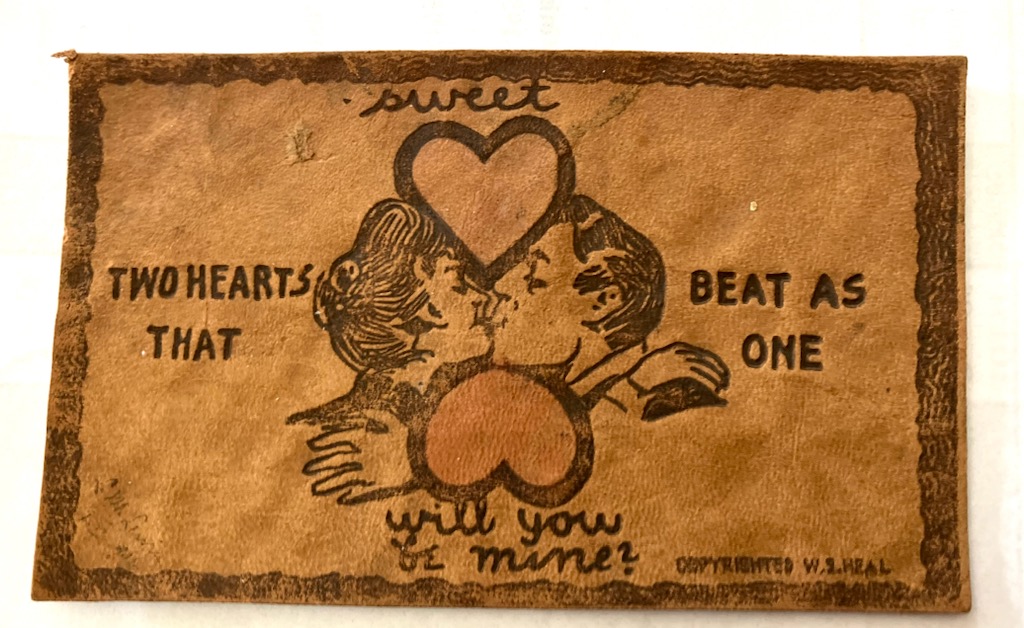 sweet
TWO HEARTS
THAT
BEAT AS
ONE
will you
be mine?
COPYRIGHTED W.S.HEAL